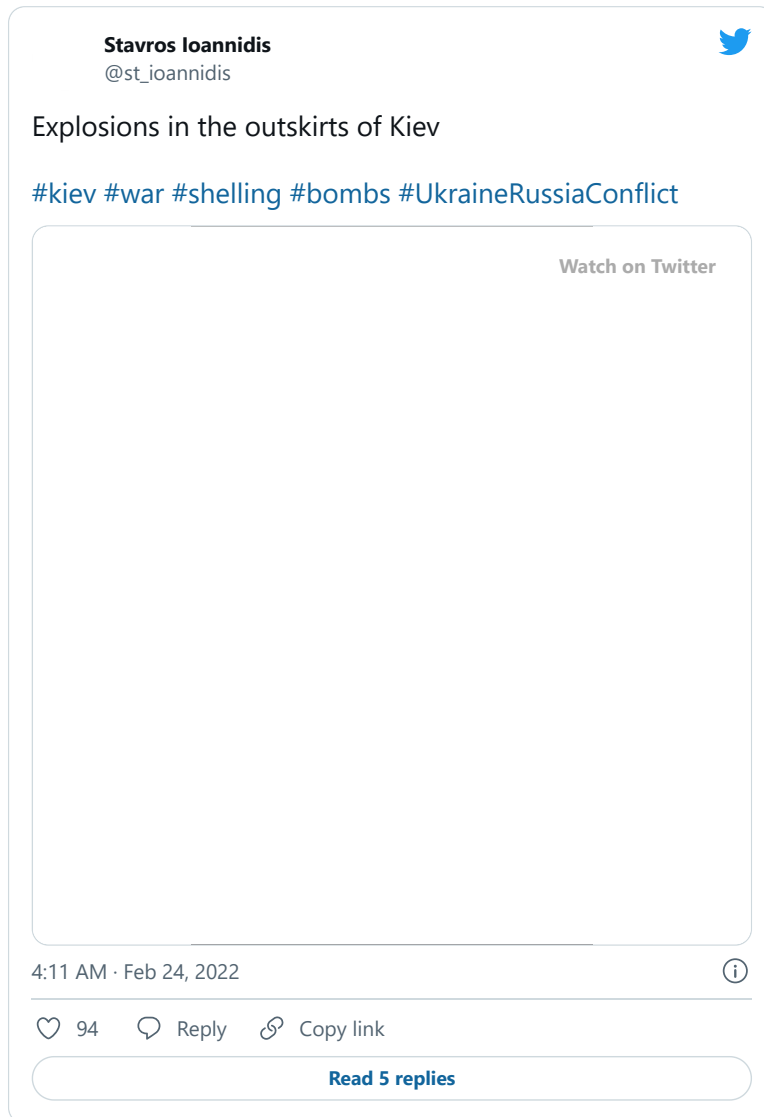 Stavros Ioannidis
@st_ioannidis
Explosions in the outskirts of Kiev
#kiev #war #shelling #bombs #UkraineRussiaConflict
Watch on Twitter
4:11 AM · Feb 24, 2022
94 Reply Copy link
Read 5 replies